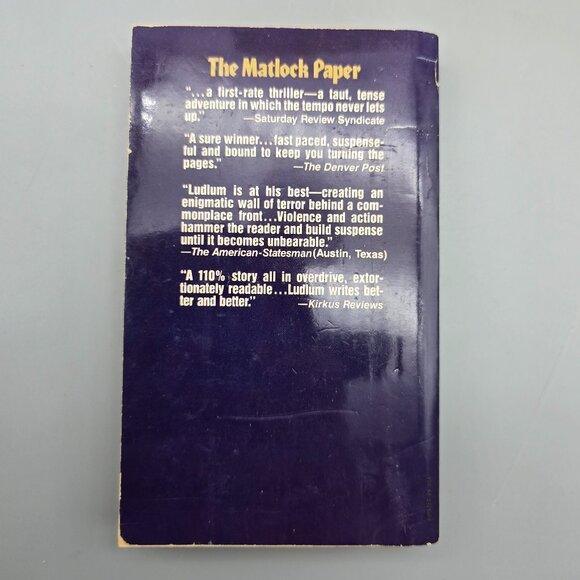 The Matlock Paper
"...a first-rate thriller—a taut, tense
adventure in which the tempo never lets
up." —Saturday Review Syndicate
"A sure winner...fast paced, suspense-
ful and bound to keep you turning the
pages." —The Denver Post
"Ludlum is at his best—creating an
enigmatic wall of terror behind a com-
monplace front...Violence and action
hammer the reader and build suspense
until it becomes unbearable."
—The American-Statesman (Austin, Texas)
"A 110% story all in overdrive, extor-
tionately readable...Ludlum writes bet-
ter and better." —Kirkus Reviews